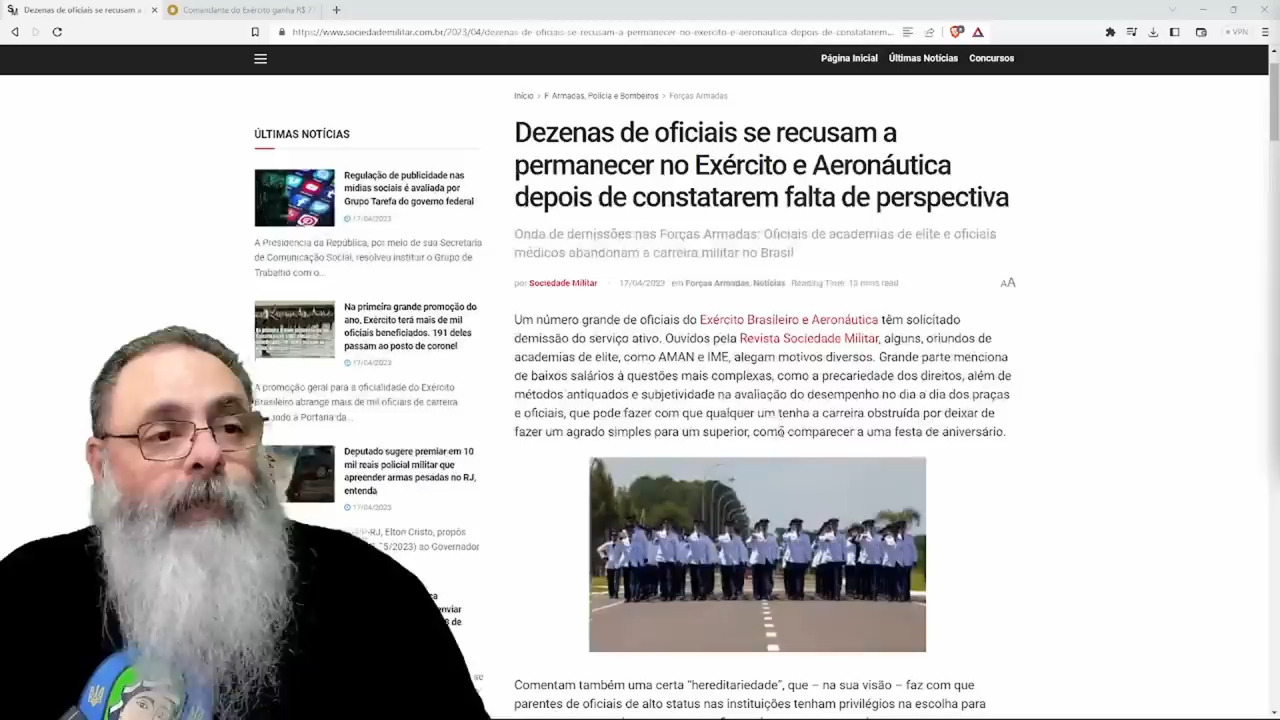 Dezenas de oficiais se recusam a
Comandante do Exército ganha R$ 77
https://www.sociedademilitar.com.br/2023/04/dezenas-de-oficiais-se-recusam-a-permanecer-no-exercito-e-aeronautica-depois-de-constatarem...
VPN
Página Inicial Últimas Notícias Concursos
Início > F. Armadas, Polícia e Bombeiros > Forças Armadas
ÚLTIMAS NOTÍCIAS
Regulação de publicidade nas
mídias sociais é avaliada por
Grupo Tarefa do governo federal
17/04/2023
A Presidencia da República, por meio de sua Secretaria
de Comunicação Social, resolveu instituir o Grupo de
Trabalho com o...
Na primeira grande promoção do
ano, Exército terá mais de mil
oficiais beneficiados. 191 deles
passam ao posto de coronel
17/04/2023
A promoção geral para a oficialidade do Exército
Brasileiro abrange mais de mil oficiais de carreira
a Portaria da...
Deputado sugere premiar em 10
mil reais policial militar que
apreender armas pesadas no RJ,
entenda
17/04/2023
-RJ, Elton Cristo, propôs
5/2023) ao Governador
enviar
de
se
Dezenas de oficiais se recusam a
permanecer no Exército e Aeronáutica
depois de constatarem falta de perspectiva
Onda de demissões nas Forças Armadas: Oficiais de academias de elite e oficiais
médicos abandonam a carreira militar no Brasil
por Sociedade Militar - 17/04/2023 em Forças Armadas, Notícias Reading Time: 13 mins read
AA
Um número grande de oficiais do Exército Brasileiro e Aeronáutica têm solicitado
demissão do serviço ativo. Ouvidos pela Revista Sociedade Militar, alguns, oriundos de
academias de elite, como AMAN e IME, alegam motivos diversos. Grande parte menciona
de baixos salários à questões mais complexas, como a precariedade dos direitos, além de
métodos antiquados e subjetividade na avaliação do desempenho no dia a dia dos praças
e oficiais, que pode fazer com que qualquer um tenha a carreira obstruída por deixar de
fazer um agrado simples para um superior, como comparecer a uma festa de aniversário.
Comentam também uma certa “hereditariedade”, que – na sua visão – faz com que
parentes de oficiais de alto status nas instituições tenham privilégios na escolha para